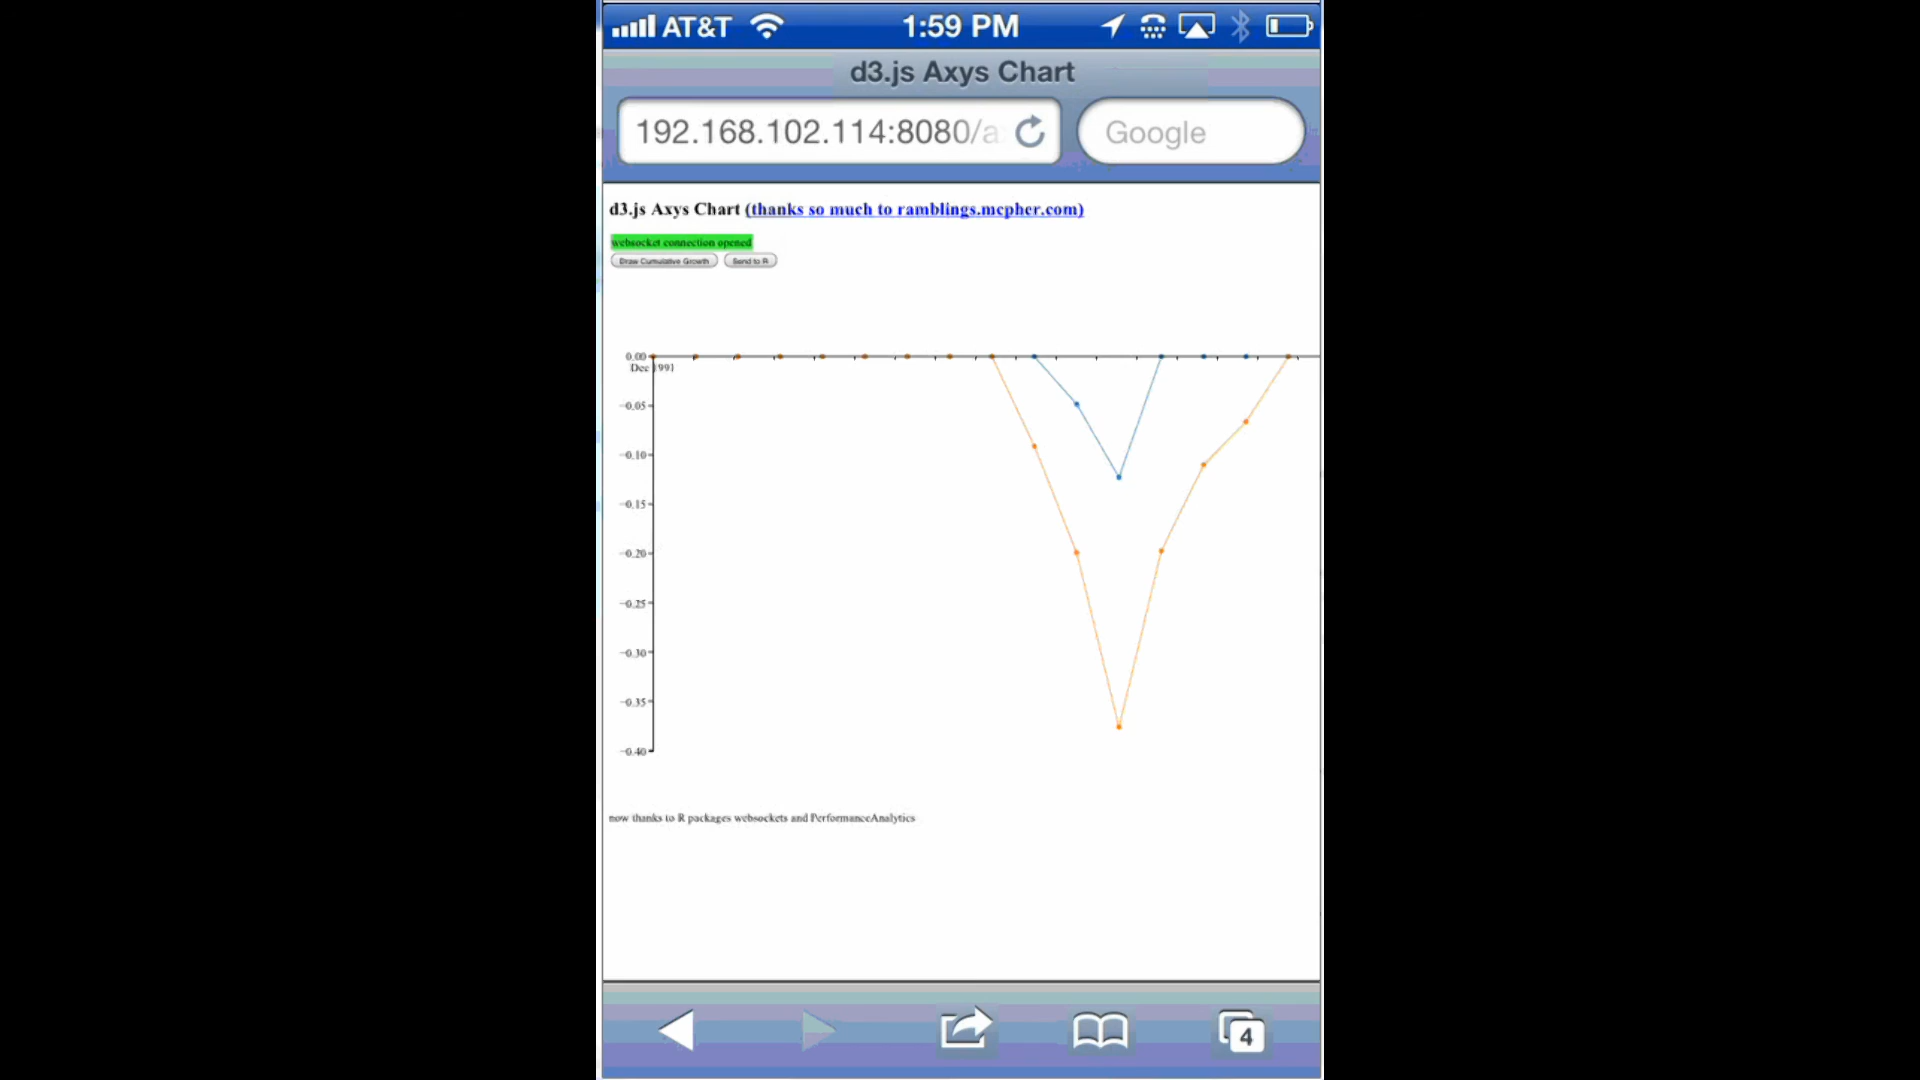 AT&T 1:59 PM
d3.js Axys Chart
192.168.102.114:8080/a
Google
d3.js Axys Chart (thanks so much to ramblings.mcpher.com)
websocket connection opened
Draw Cumulative Growth Send to R
0.00
Dec 1991
−0.05
−0.10
−0.15
−0.20
−0.25
−0.30
−0.35
−0.40
now thanks to R packages websockets and PerformanceAnalytics
4